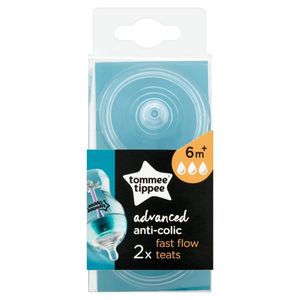 tommee
tippee
6m+
advanced
anti-colic
2x fast flow
teats